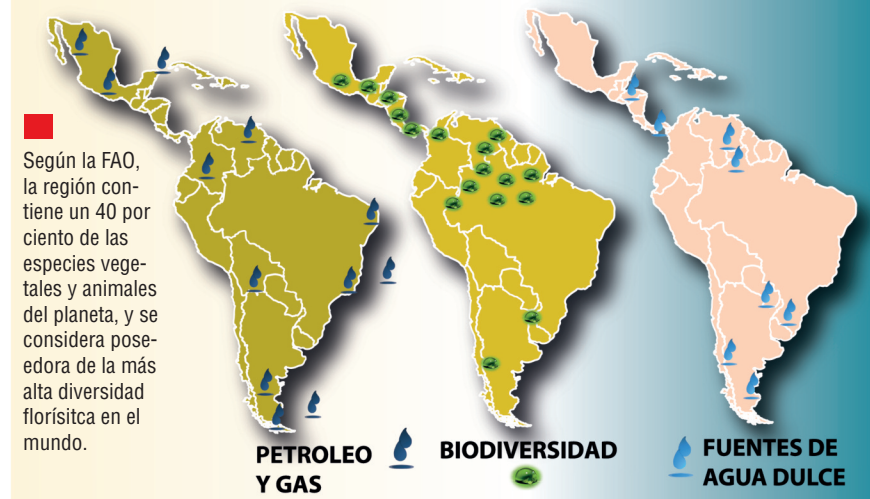 Según la FAO,
la región con-
tiene un 40 por
ciento de las
especies vege-
tales y animales
del planeta, y se
considera pose-
edora de la más
alta diversidad
florísitca en el
mundo.
PETROLEO
Y GAS
BIODIVERSIDAD
FUENTES DE
AGUA DULCE